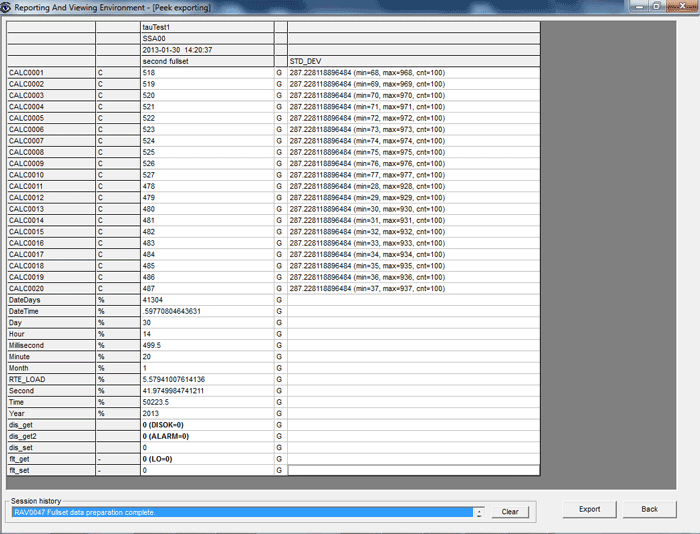 Reporting And Viewing Environment - [Peek exporting]
tauTest1
SSA00
2013-01-30 14:20:37
second fullset STD_DEV
CALC0001 C 518 G 287.228118896484 (min=68, max=968, cnt=100)
CALC0002 C 519 G 287.228118896484 (min=69, max=969, cnt=100)
CALC0003 C 520 G 287.228118896484 (min=70, max=970, cnt=100)
CALC0004 C 521 G 287.228118896484 (min=71, max=971, cnt=100)
CALC0005 C 522 G 287.228118896484 (min=72, max=972, cnt=100)
CALC0006 C 523 G 287.228118896484 (min=73, max=973, cnt=100)
CALC0007 C 524 G 287.228118896484 (min=74, max=974, cnt=100)
CALC0008 C 525 G 287.228118896484 (min=75, max=975, cnt=100)
CALC0009 C 526 G 287.228118896484 (min=76, max=976, cnt=100)
CALC0010 C 527 G 287.228118896484 (min=77, max=977, cnt=100)
CALC0011 C 478 G 287.228118896484 (min=28, max=928, cnt=100)
CALC0012 C 479 G 287.228118896484 (min=29, max=929, cnt=100)
CALC0013 C 480 G 287.228118896484 (min=30, max=930, cnt=100)
CALC0014 C 481 G 287.228118896484 (min=31, max=931, cnt=100)
CALC0015 C 482 G 287.228118896484 (min=32, max=932, cnt=100)
CALC0016 C 483 G 287.228118896484 (min=33, max=933, cnt=100)
CALC0017 C 484 G 287.228118896484 (min=34, max=934, cnt=100)
CALC0018 C 485 G 287.228118896484 (min=35, max=935, cnt=100)
CALC0019 C 486 G 287.228118896484 (min=36, max=936, cnt=100)
CALC0020 C 487 G 287.228118896484 (min=37, max=937, cnt=100)
DateDays % 41304 G
DateTime % .59770804643631 G
Day % 30 G
Hour % 14 G
Millisecond % 499.5 G
Minute % 20 G
Month % 1 G
RTE_LOAD % 5.57941007614136 G
Second % 41.9749984741211 G
Time % 50223.5 G
Year % 2013 G
dis_get 0 (DISOK=0) G
dis_get2 0 (ALARM=0) G
dis_set 0 G
flt_get - 0 (LO=0) G
flt_set - 0 G
Session history
RAV0047 Fullset data preparation complete
Clear
Export
Back